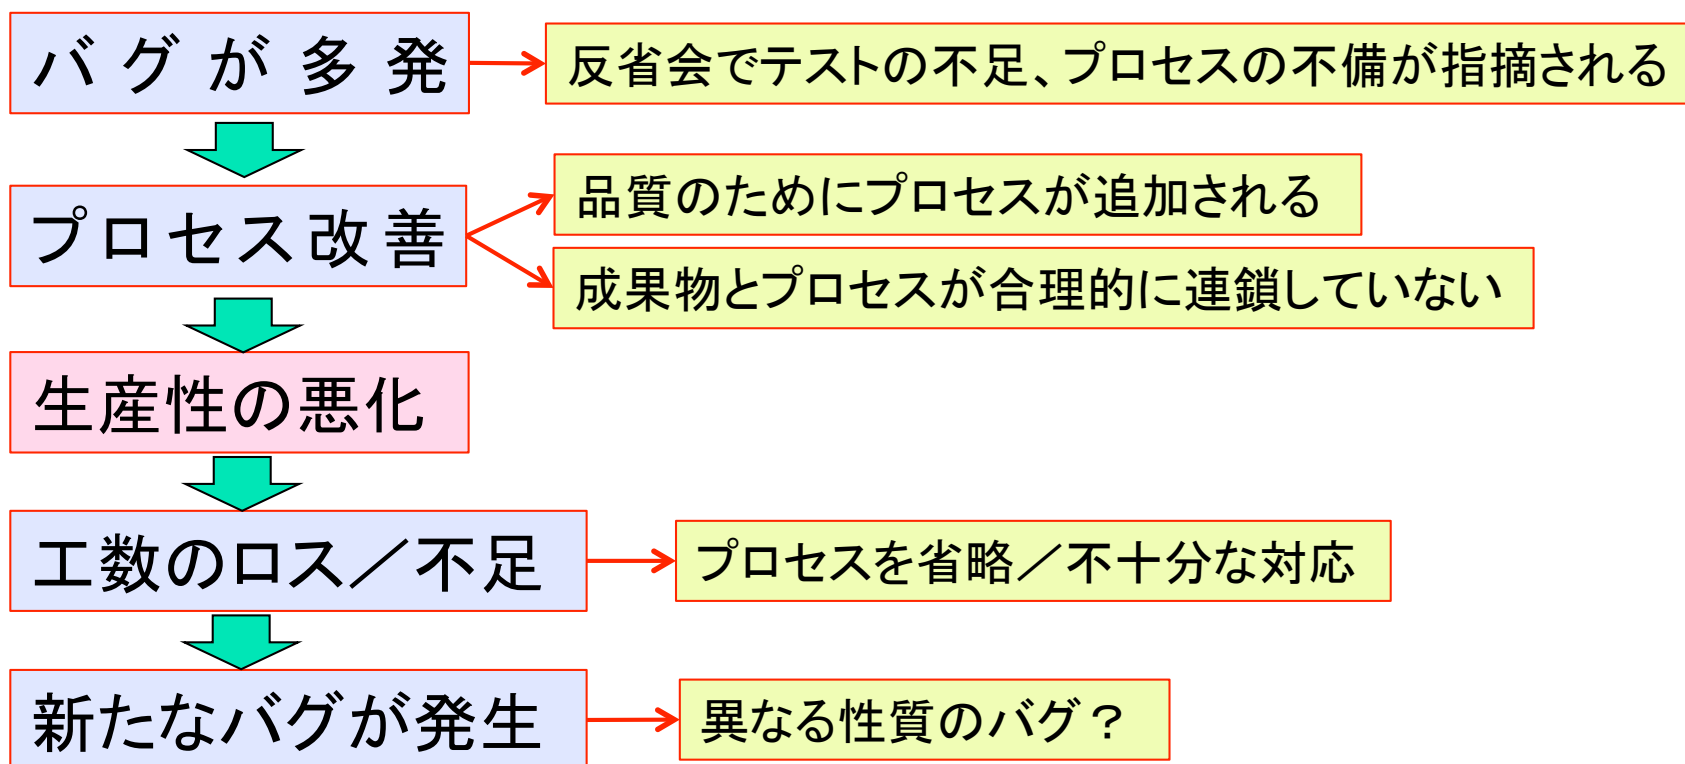 バグが多発
反省会でテストの不足、プロセスの不備が指摘される
プロセス改善
品質のためにプロセスが追加される
成果物とプロセスが合理的に連鎖していない
生産性の悪化
工数のロス／不足
プロセスを省略／不十分な対応
新たなバグが発生
異なる性質のバグ？